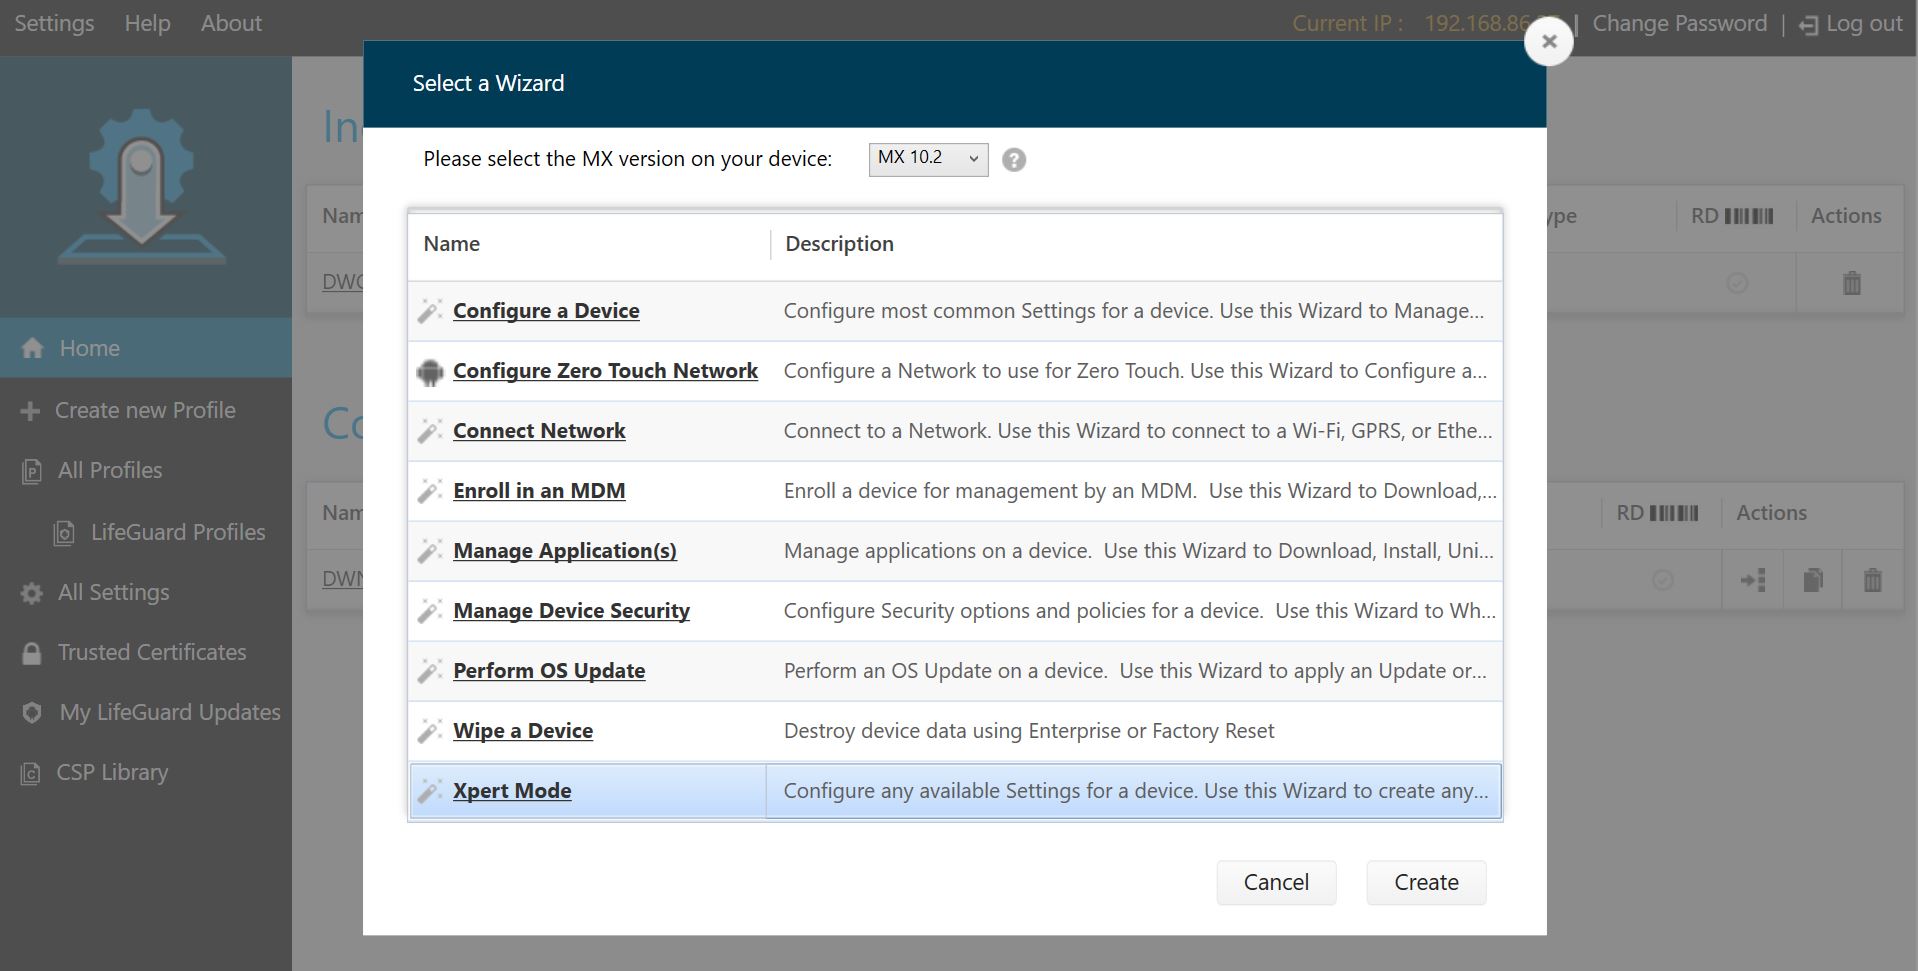 Settings Help About
Current IP : 192.168.86 | Change Password | Log out
Select a Wizard
Please select the MX version on your device: MX 10.2 ?
Name Description
Configure a Device Configure most common Settings for a device. Use this Wizard to Manage...
Configure Zero Touch Network Configure a Network to use for Zero Touch. Use this Wizard to Configure a...
Connect Network Connect to a Network. Use this Wizard to connect to a Wi-Fi, GPRS, or Ethe...
Enroll in an MDM Enroll a device for management by an MDM. Use this Wizard to Download,...
Manage Application(s) Manage applications on a device. Use this Wizard to Download, Install, Uni...
Manage Device Security Configure Security options and policies for a device. Use this Wizard to Wh...
Perform OS Update Perform an OS Update on a device. Use this Wizard to apply an Update or...
Wipe a Device Destroy device data using Enterprise or Factory Reset
Xpert Mode Configure any available Settings for a device. Use this Wizard to create any...
Cancel Create
Home
Create new Profile
All Profiles
LifeGuard Profiles
All Settings
Trusted Certificates
My LifeGuard Updates
CSP Library
In
Nam ype RD Actions
DWC
Co
Nam RD Actions
DWN